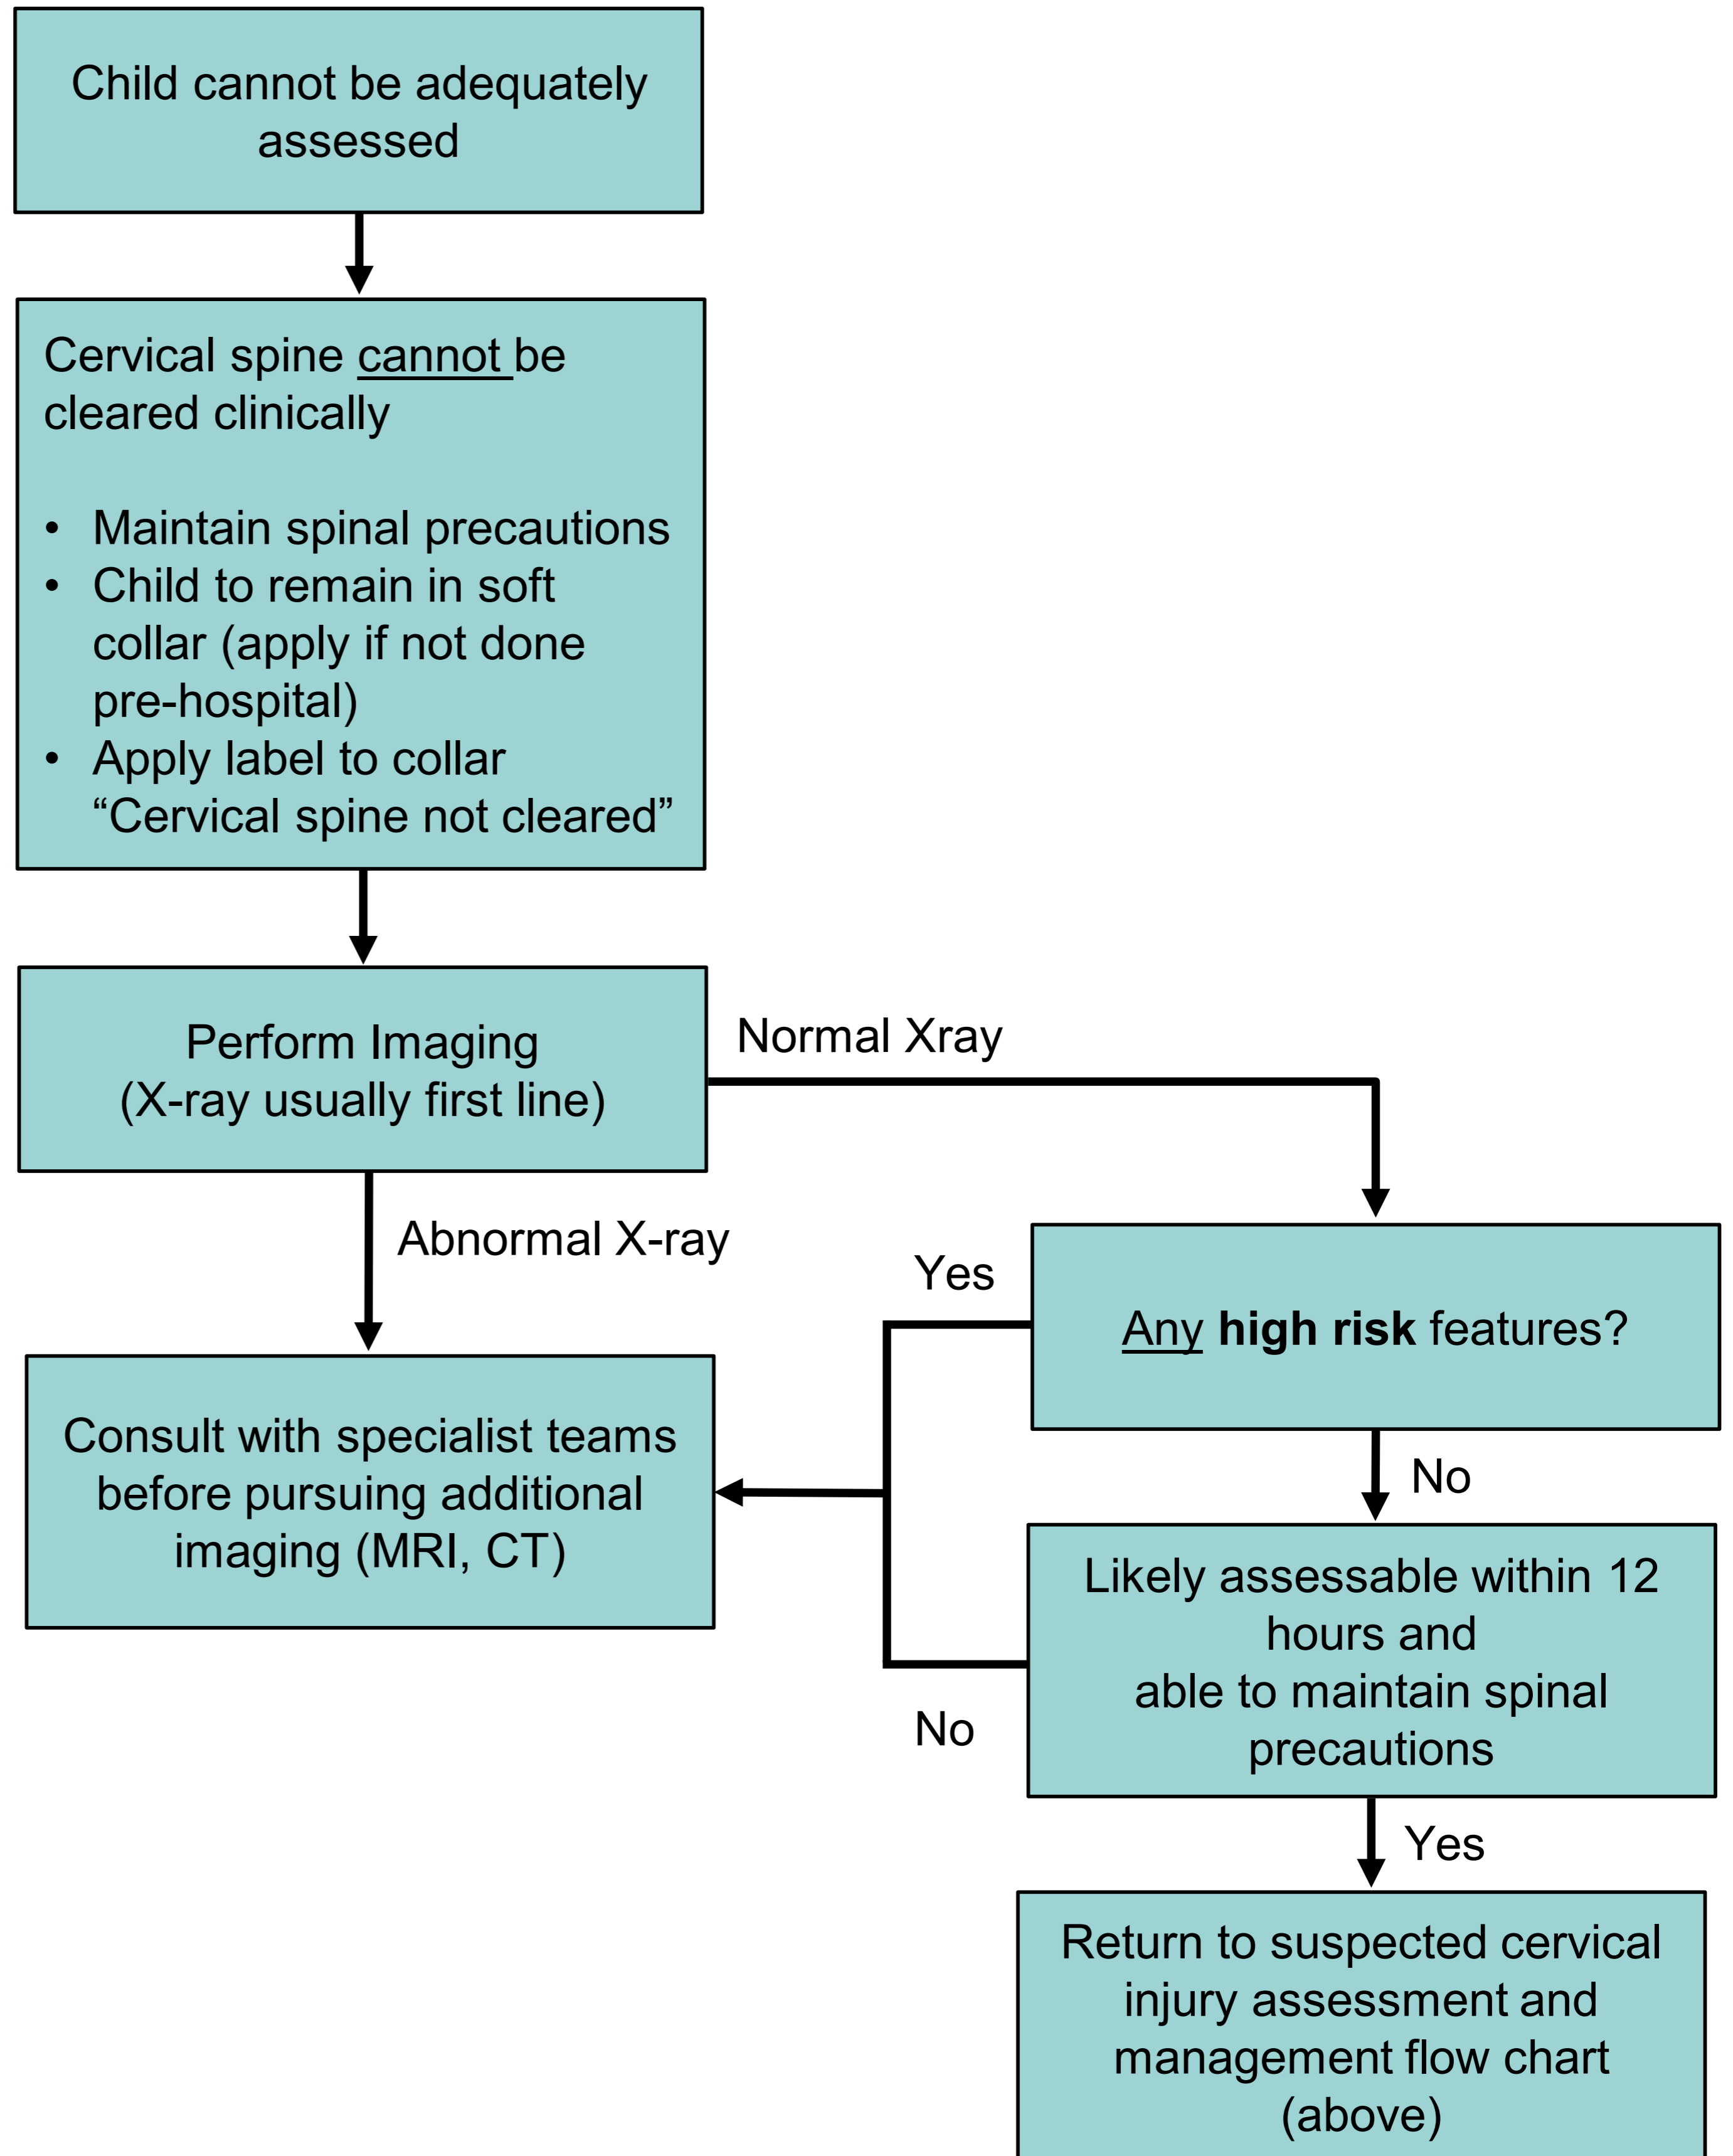 Child cannot be adequately
assessed
Cervical spine cannot be
cleared clinically
• Maintain spinal precautions
• Child to remain in soft
collar (apply if not done
pre-hospital)
• Apply label to collar
“Cervical spine not cleared”
Perform Imaging
(X-ray usually first line)
Normal Xray
Abnormal X-ray
Yes
Any high risk features?
Consult with specialist teams
before pursuing additional
imaging (MRI, CT)
No
Likely assessable within 12
hours and
able to maintain spinal
precautions
No
Yes
Return to suspected cervical
injury assessment and
management flow chart
(above)